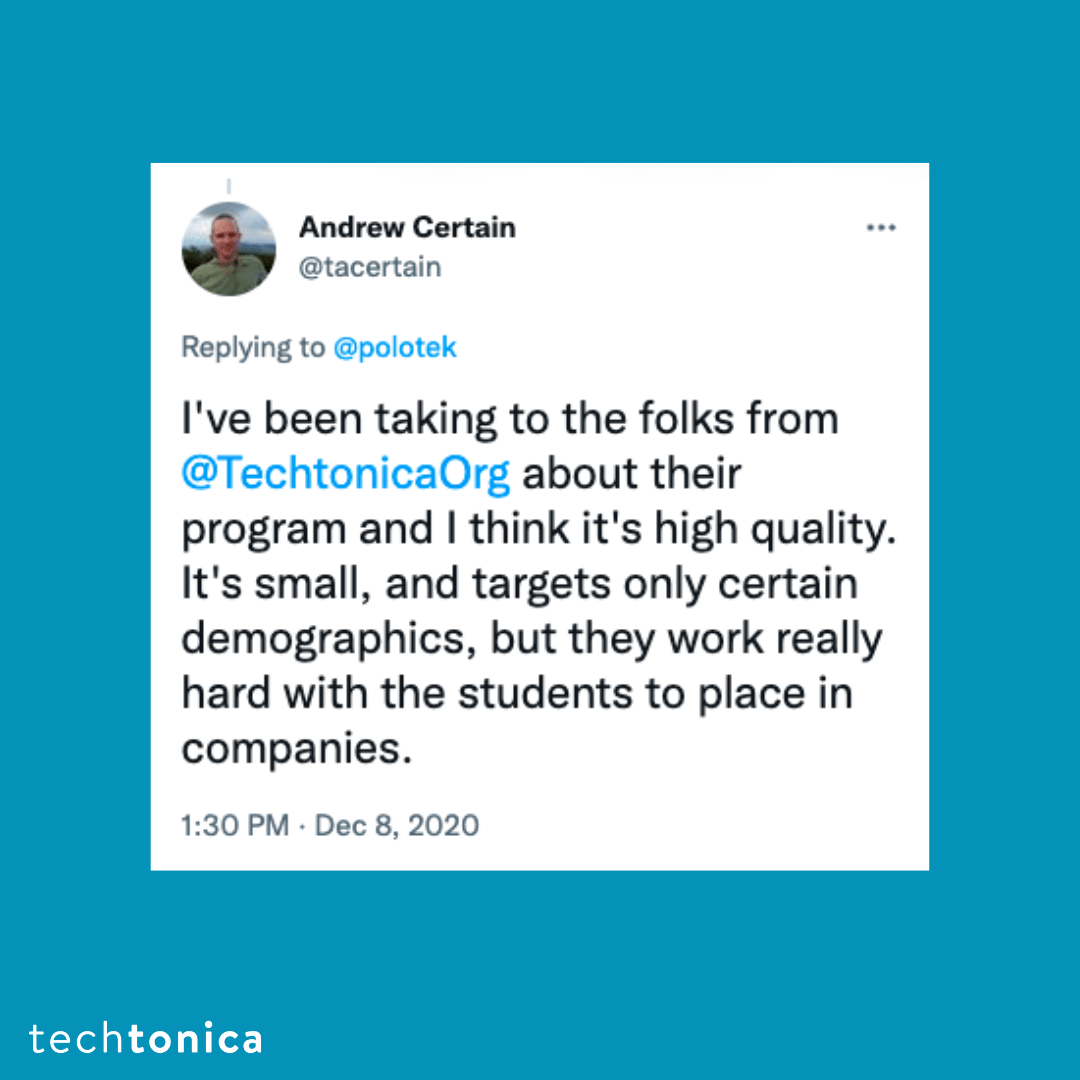 Andrew Certain
@tacertain
Replying to @polotek
I've been taking to the folks from
@TechtonicaOrg about their
program and I think it's high quality.
It's small, and targets only certain
demographics, but they work really
hard with the students to place in
companies.
1:30 PM · Dec 8, 2020
techtonica